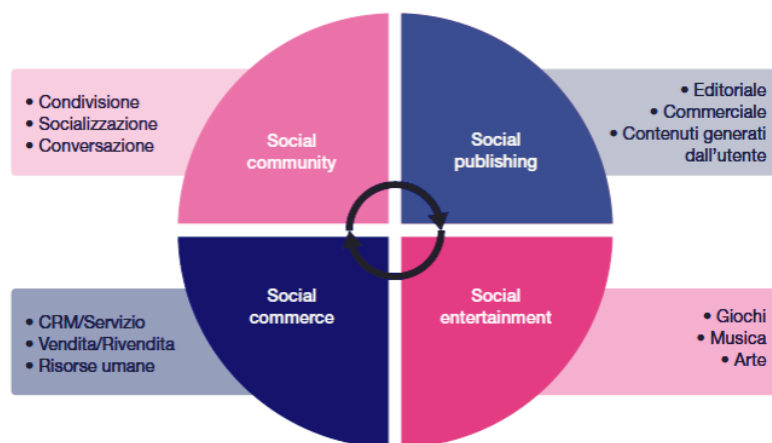 • Condivisione
• Socializzazione
• Conversazione
Social
community
Social
publishing
• Editoriale
• Commerciale
• Contenuti generati
dall'utente
• CRM/Servizio
• Vendita/Rivendita
• Risorse umane
Social
commerce
Social
entertainment
• Giochi
• Musica
• Arte